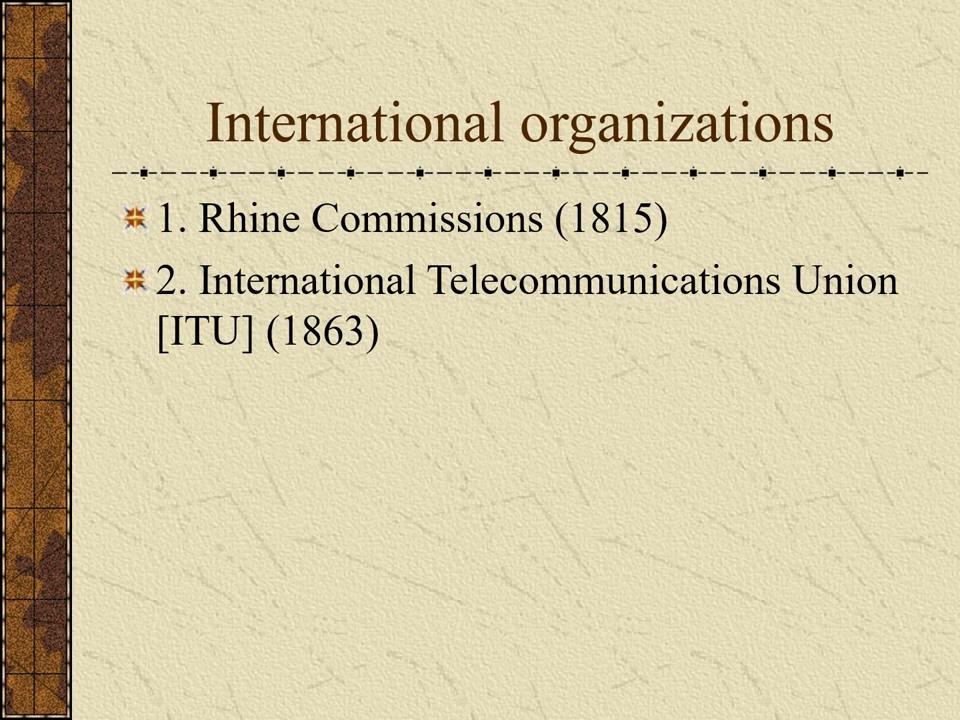 International organizations
1. Rhine Commissions (1815)
2. International Telecommunications Union
[ITU] (1863)